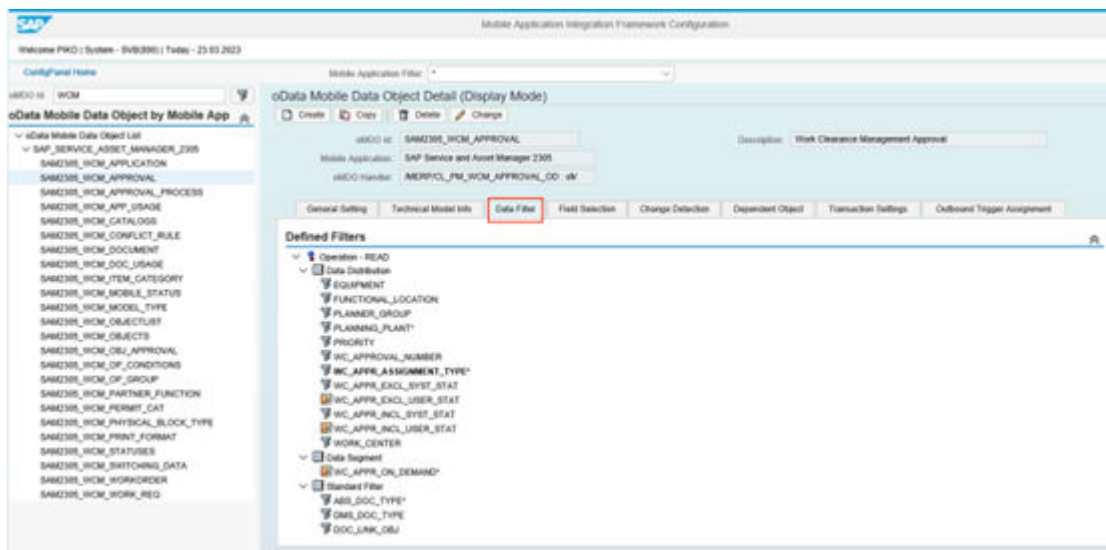 SAP
Mobile Application Integration Framework Configuration
Welcome PIKO | System - SVB(899) | Today - 23.03.2023
ConfigPanel Home
Mobile Application Filter: *
oMDO Id WCM
oData Mobile Data Object by Mobile App
oData Mobile Data Object List
SAP_SERVICE_ASSET_MANAGER_2305
SAM2305_WCM_APPLICATION
SAM2305_WCM_APPROVAL
SAM2305_WCM_APPROVAL_PROCESS
SAM2305_WCM_APP_USAGE
SAM2305_WCM_CATALOGS
SAM2305_WCM_CONFLICT_RULE
SAM2305_WCM_DOCUMENT
SAM2305_WCM_DOC_USAGE
SAM2305_WCM_ITEM_CATEGORY
SAM2305_WCM_MOBILE_STATUS
SAM2305_WCM_MODEL_TYPE
SAM2305_WCM_OBJECTLIST
SAM2305_WCM_OBJECTS
SAM2305_WCM_OBJ_APPROVAL
SAM2305_WCM_OP_CONDITIONS
SAM2305_WCM_OP_GROUP
SAM2305_WCM_PARTNER_FUNCTION
SAM2305_WCM_PERMIT_CAT
SAM2305_WCM_PHYSICAL_BLOCK_TYPE
SAM2305_WCM_PRINT_FORMAT
SAM2305_WCM_STATUSES
SAM2305_WCM_SWITCHING_DATA
SAM2305_WCM_WORKORDER
SAM2305_WCM_WORK_REQ
oData Mobile Data Object Detail (Display Mode)
Create Copy Delete Change
oMDO Id: SAM2305_WCM_APPROVAL Description: Work Clearance Management Approval
Mobile Application: SAP Service and Asset Manager 2305
oMDO Handler: /MERP/CL_PM_WCM_APPROVAL_OD
General Setting Technical Model Info Data Filter Field Selection Change Detection Dependent Object Transaction Settings Outbound Trigger Assignment
Defined Filters
Operation - READ
Data Distribution
EQUIPMENT
FUNCTIONAL_LOCATION
PLANNER_GROUP
PLANNING_PLANT*
PRIORITY
WC_APPROVAL_NUMBER
WC_APPR_ASSIGNMENT_TYPE*
WC_APPR_EXCL_SYST_STAT
WC_APPR_EXCL_USER_STAT
WC_APPR_INCL_SYST_STAT
WC_APPR_INCL_USER_STAT
WORK_CENTER
Data Segment
WC_APPR_ON_DEMAND*
Standard Filter
ABS_DOC_TYPE*
DMS_DOC_TYPE
DOC_LINK_OBJ